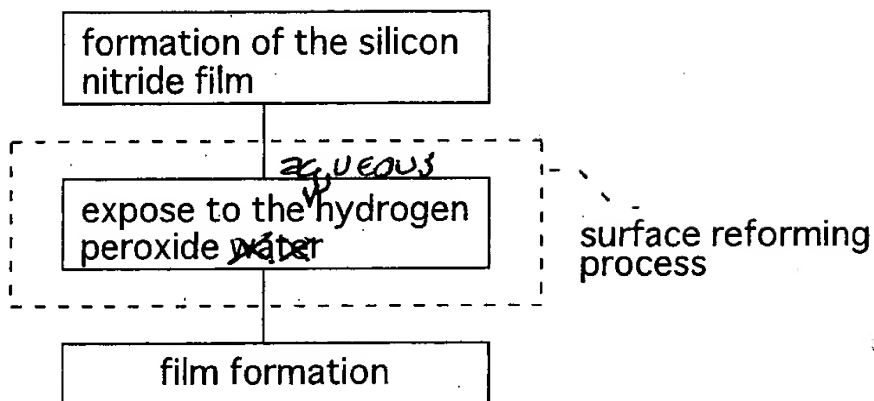 formation of the silicon
nitride film
aqueous
expose to the hydrogen
peroxide water
surface reforming
process
film formation